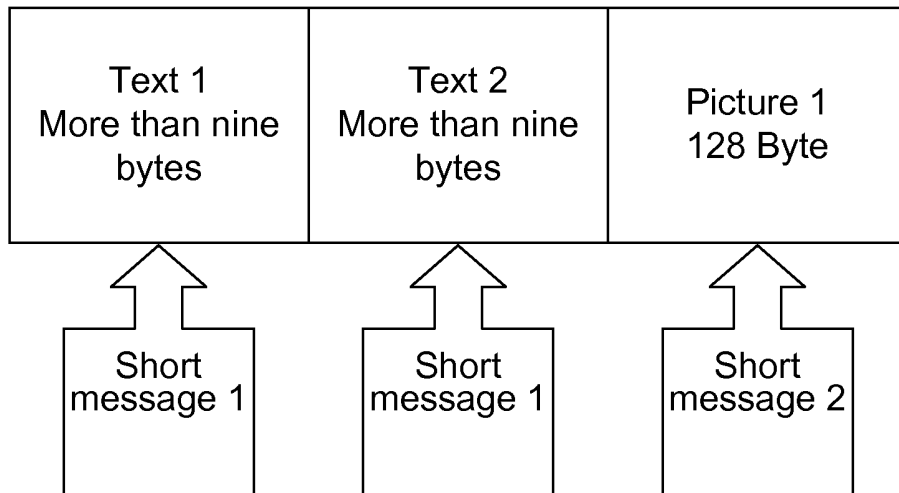 Text 1
More than nine
bytes
Text 2
More than nine
bytes
Picture 1
128 Byte
Short
message 1
Short
message 1
Short
message 2